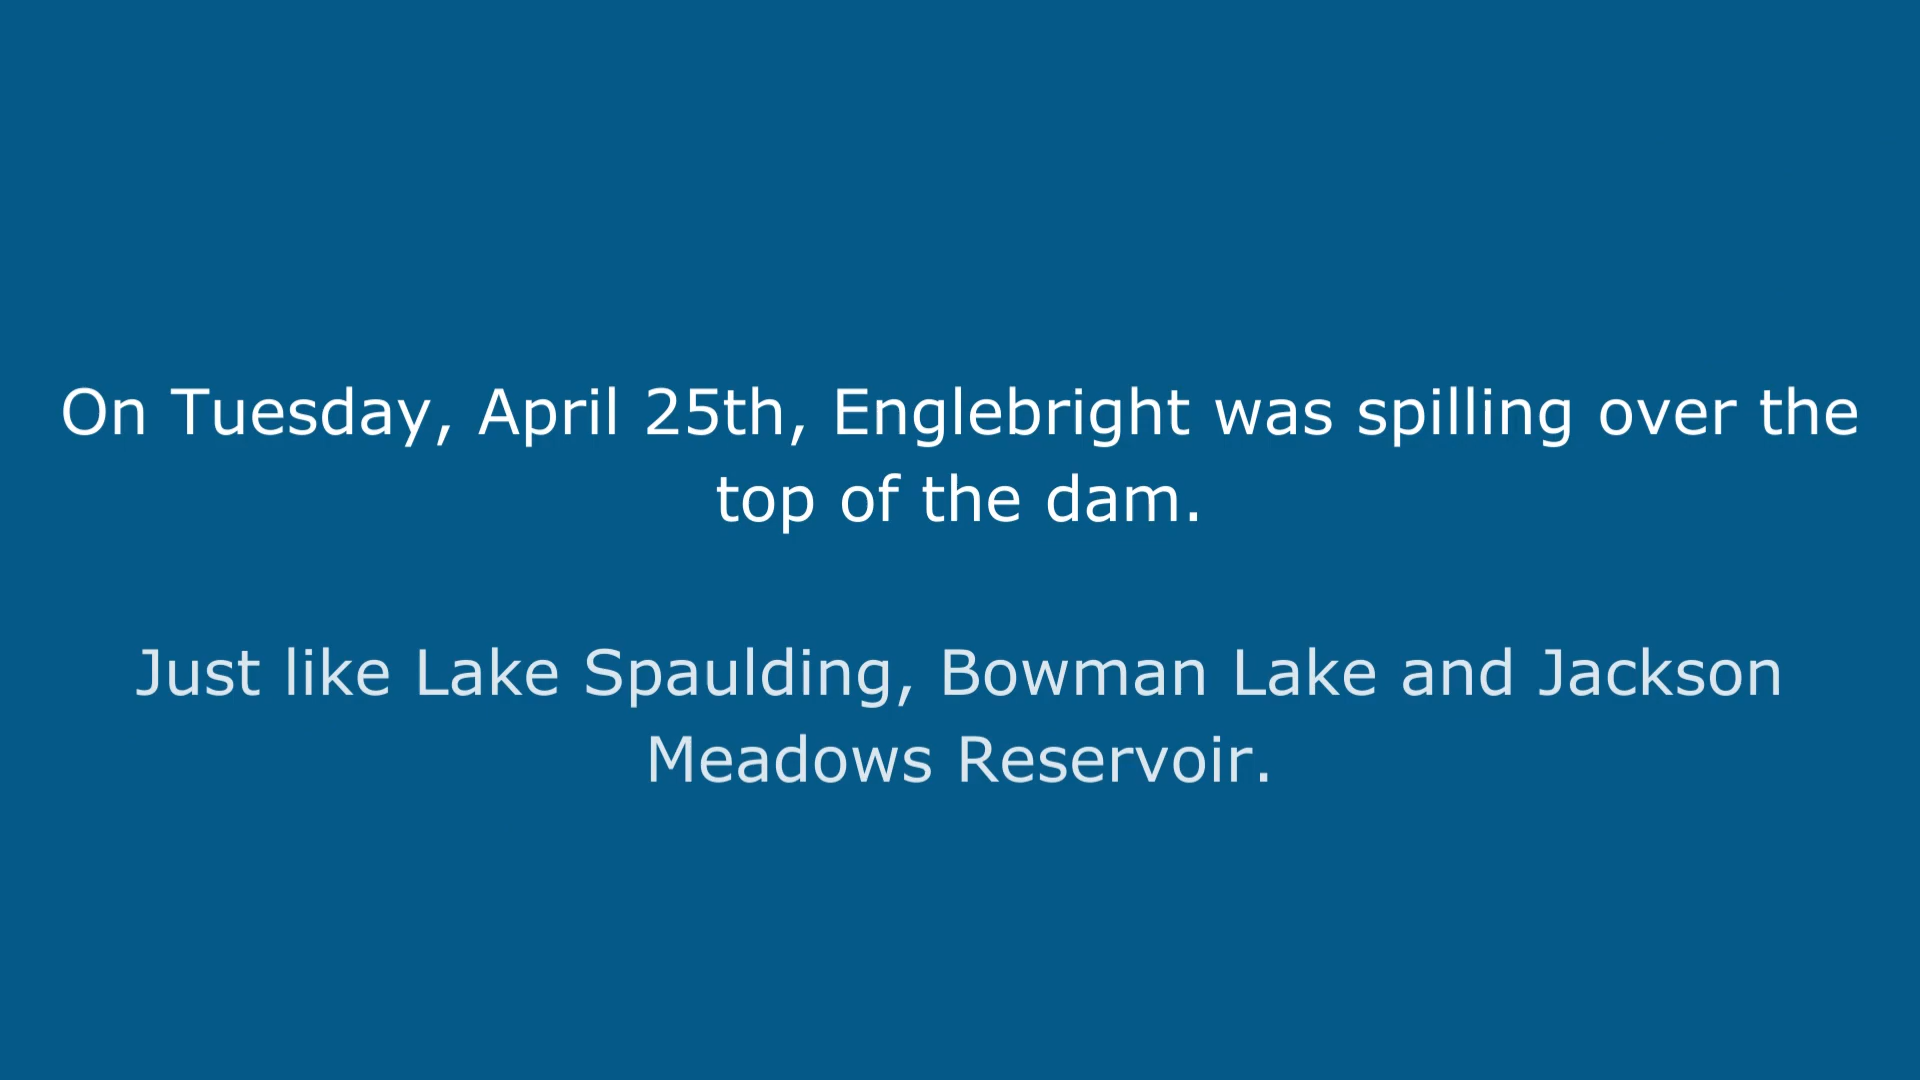 On Tuesday, April 25th, Englebright was spilling over the
top of the dam.
Just like Lake Spaulding, Bowman Lake and Jackson
Meadows Reservoir.